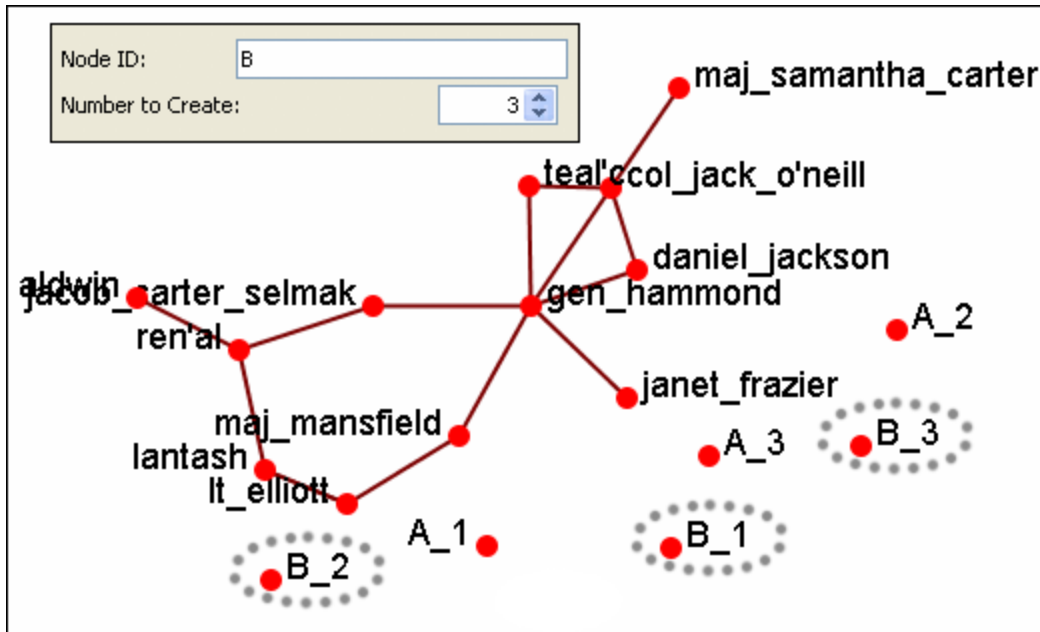 Node ID: B
Number to Create: 3
maj_samantha_carter
teal'c
col_jack_o'neill
daniel_jackson
aldwin
jacob_carter_selmak
gen_hammond
A_2
ren'al
janet_frazier
maj_mansfield
B_3
A_3
lantash
lt_elliott
A_1
B_1
B_2